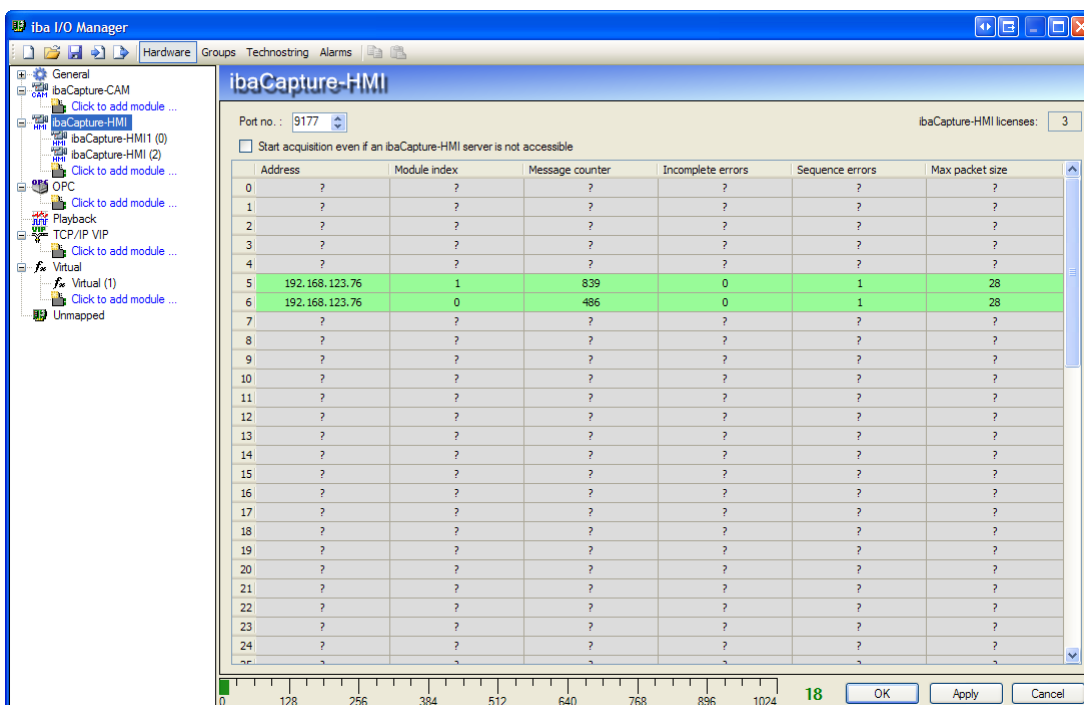 iba I/O Manager
Hardware Groups Technostring Alarms
General
ibaCapture-CAM
Click to add module ...
ibaCapture-HMI
ibaCapture-HMI1 (0)
ibaCapture-HMI (2)
Click to add module ...
OPC
Click to add module ...
Playback
TCP/IP VIP
Click to add module ...
Virtual
Virtual (1)
Click to add module ...
Unmapped
ibaCapture-HMI
Port no. : 9177 ibaCapture-HMI licenses: 3
Start acquisition even if an ibaCapture-HMI server is not accessible
Address Module index Message counter Incomplete errors Sequence errors Max packet size
0 ? ? ? ? ? ?
1 ? ? ? ? ? ?
2 ? ? ? ? ? ?
3 ? ? ? ? ? ?
4 ? ? ? ? ? ?
5 192.168.123.76 1 839 0 1 28
6 192.168.123.76 0 486 0 1 28
7 ? ? ? ? ? ?
8 ? ? ? ? ? ?
9 ? ? ? ? ? ?
10 ? ? ? ? ? ?
11 ? ? ? ? ? ?
12 ? ? ? ? ? ?
13 ? ? ? ? ? ?
14 ? ? ? ? ? ?
15 ? ? ? ? ? ?
16 ? ? ? ? ? ?
17 ? ? ? ? ? ?
18 ? ? ? ? ? ?
19 ? ? ? ? ? ?
20 ? ? ? ? ? ?
21 ? ? ? ? ? ?
22 ? ? ? ? ? ?
23 ? ? ? ? ? ?
24 ? ? ? ? ? ?
0 128 256 384 512 640 768 896 1024 18 OK Apply Cancel